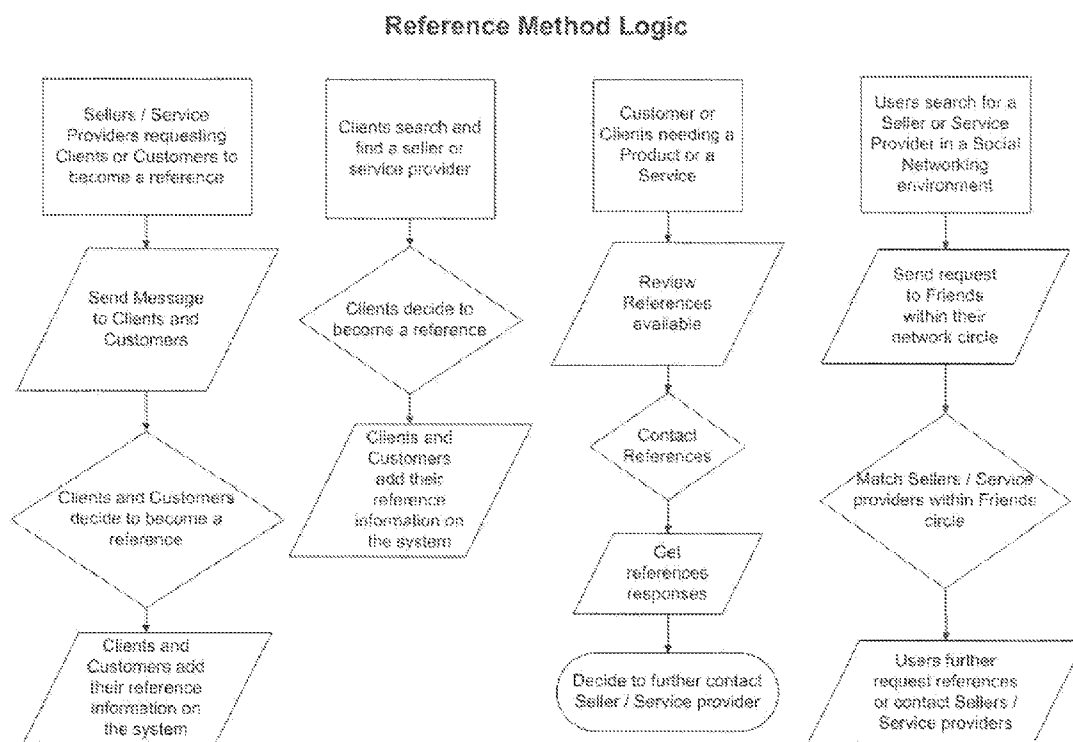 Reference Method Logic
Sellers / Service
Providers requesting
Clients or Customers to
become a reference
Send Message
to Clients and
Customers
Clients and Customers
decide to become a
reference
Clients and
Customers add
their reference
information on
the system
Clients search and
find a seller or
service provider
Clients decide to
become a reference
Clients and
Customers
add their
reference
information on
the system
Customer or
Clients needing a
Product or a
Service
Review
References
available
Contact
References
Get
references
responses
Decide to further contact
Seller / Service provider
Users search for a
Seller or Service
Provider in a Social
Networking
environment
Send request
to Friends
within their
network circle
Match Sellers / Service
providers within Friends
circle
Users further
request references
or contact Sellers /
Service providers